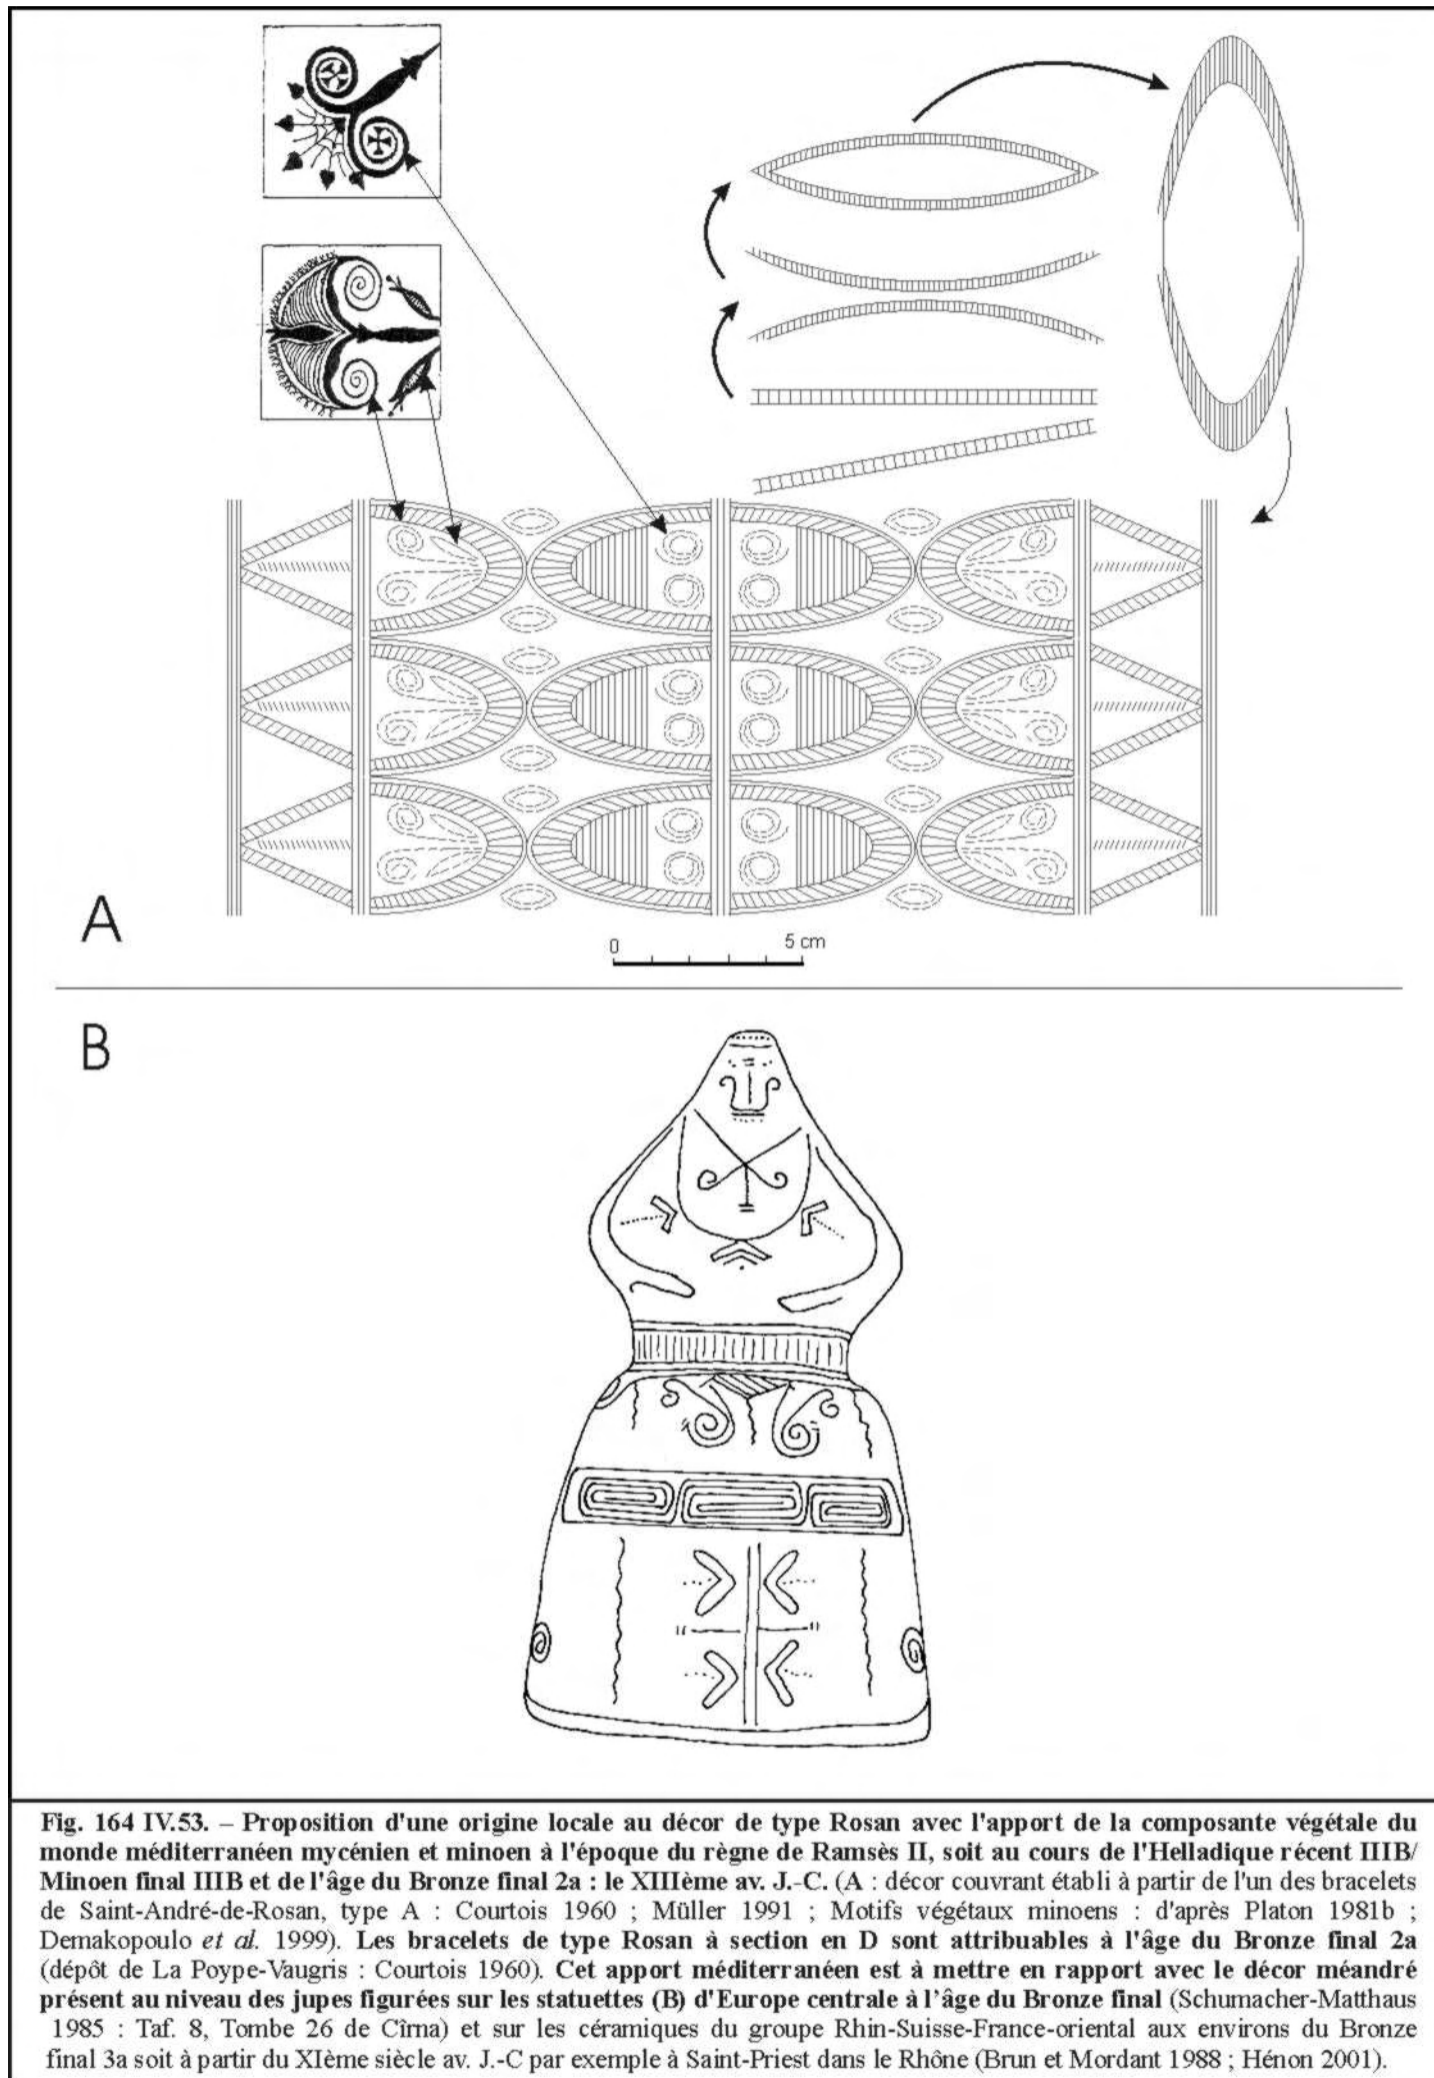 A
0 5 cm
B
Fig. 164 IV.53. – Proposition d'une origine locale au décor de type Rosan avec l'apport de la composante végétale du
monde méditerranéen mycénien et minoen à l'époque du règne de Ramsès II, soit au cours de l'Helladique récent IIIB/
Minoen final IIIB et de l'âge du Bronze final 2a : le XIIIème av. J.-C. (A : décor couvrant établi à partir de l'un des bracelets
de Saint-André-de-Rosan, type A : Courtois 1960 ; Müller 1991 ; Motifs végétaux minoens : d'après Platon 1981b ;
Demakopoulo et al. 1999). Les bracelets de type Rosan à section en D sont attribuables à l'âge du Bronze final 2a
(dépôt de La Poype-Vaugris : Courtois 1960). Cet apport méditerranéen est à mettre en rapport avec le décor méandré
présent au niveau des jupes figurées sur les statuettes (B) d'Europe centrale à l'âge du Bronze final (Schumacher-Matthaus
1985 : Taf. 8, Tombe 26 de Cîrna) et sur les céramiques du groupe Rhin-Suisse-France-oriental aux environs du Bronze
final 3a soit à partir du XIème siècle av. J.-C par exemple à Saint-Priest dans le Rhône (Brun et Mordant 1988 ; Hénon 2001).